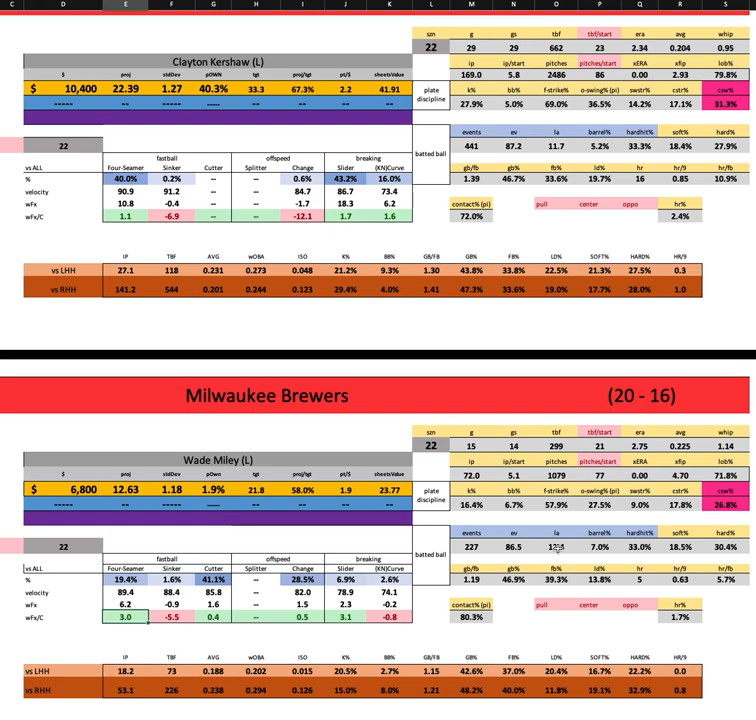 C D E F G H I J K L M N O P Q R S
szn g gs tbf tbf/start era avg whip
22 29 29 662 23 2.34 0.204 0.95
Clayton Kershaw (L) ip ip/start pitches pitches/start xERA xfip lob%
$ proj stdDev pOWN tgt proj/tgt pt/$ sheetsValue 169.0 5.8 2486 86 0.00 2.93 79.8%
$ 10,400 22.39 1.27 40.3% 33.3 67.3% 2.2 41.91 plate discipline k% bb% f-strike% o-swing% (pi) swstr% cstr% csw%
----- -- -- ----- -- -- -- -- 27.9% 5.0% 69.0% 36.5% 14.2% 17.1% 31.3%
events ev la barrel% hardhit% soft% hard%
22 batted ball 441 87.2 11.7 5.2% 33.3% 18.4% 27.9%
fastball offspeed breaking
vs ALL Four-Seamer Sinker Cutter Splitter Change Slider (KN)Curve gb/fb gb% fb% ld% hr hr/9 hr/fb
% 40.0% 0.2% -- -- 0.6% 43.2% 16.0% 1.39 46.7% 33.6% 19.7% 16 0.85 10.9%
velocity 90.9 91.2 84.7 86.7 73.4
wFx 10.8 -0.4 -1.7 18.3 6.2 contact% (pi) pull center oppo hr%
wFx/C 1.1 -6.9 -- -- -12.1 1.7 1.6 72.0% 2.4%
IP TBF AVG wOBA ISO K% BB% GB/FB GB% FB% LD% SOFT% HARD% HR/9
vs LHH 27.1 118 0.231 0.273 0.048 21.2% 9.3% 1.30 43.8% 33.8% 22.5% 21.3% 27.5% 0.3
vs RHH 141.2 544 0.201 0.244 0.123 29.4% 4.0% 1.41 47.3% 33.6% 19.0% 17.7% 28.0% 1.0
Milwaukee Brewers (20 - 16)
szn g gs tbf tbf/start era avg whip
22 15 14 299 21 2.75 0.225 1.14
Wade Miley (L) ip ip/start pitches pitches/start xERA xfip lob%
$ proj stdDev pOwn tgt proj/tgt pt/$ sheetsValue 72.0 5.1 1079 77 0.00 4.70 71.8%
$ 6,800 12.63 1.18 1.9% 21.8 58.0% 1.9 23.77 plate discipline k% bb% f-strike% o-swing% (pi) swstr% cstr% csw%
----- -- -- ----- -- -- -- -- 16.4% 6.7% 57.9% 27.5% 9.0% 17.8% 26.8%
events ev la barrel% hardhit% soft% hard%
22 batted ball 227 86.5 7.0% 33.0% 18.5% 30.4%
fastball offspeed breaking
vs ALL Four-Seamer Sinker Cutter Splitter Change Slider (KN)Curve gb/fb gb% fb% ld% hr hr/9 hr/fb
% 19.4% 1.6% 41.1% -- 28.5% 6.9% 2.6% 1.19 46.9% 39.3% 13.8% 5 0.63 5.7%
velocity 89.4 88.4 85.8 82.0 78.9 74.1
wFx 6.2 -0.9 1.6 1.5 2.3 -0.2 contact% (pi) pull center oppo hr%
wFx/C 3.0 -5.5 0.4 -- 0.5 3.1 -0.8 80.3% 1.7%
IP TBF AVG wOBA ISO K% BB% GB/FB GB% FB% LD% SOFT% HARD% HR/9
vs LHH 18.2 73 0.188 0.202 0.015 20.5% 2.7% 1.15 42.6% 37.0% 20.4% 16.7% 22.2% 0.0
vs RHH 53.1 226 0.238 0.294 0.126 15.0% 8.0% 1.21 48.2% 40.0% 11.8% 19.1% 32.9% 0.8